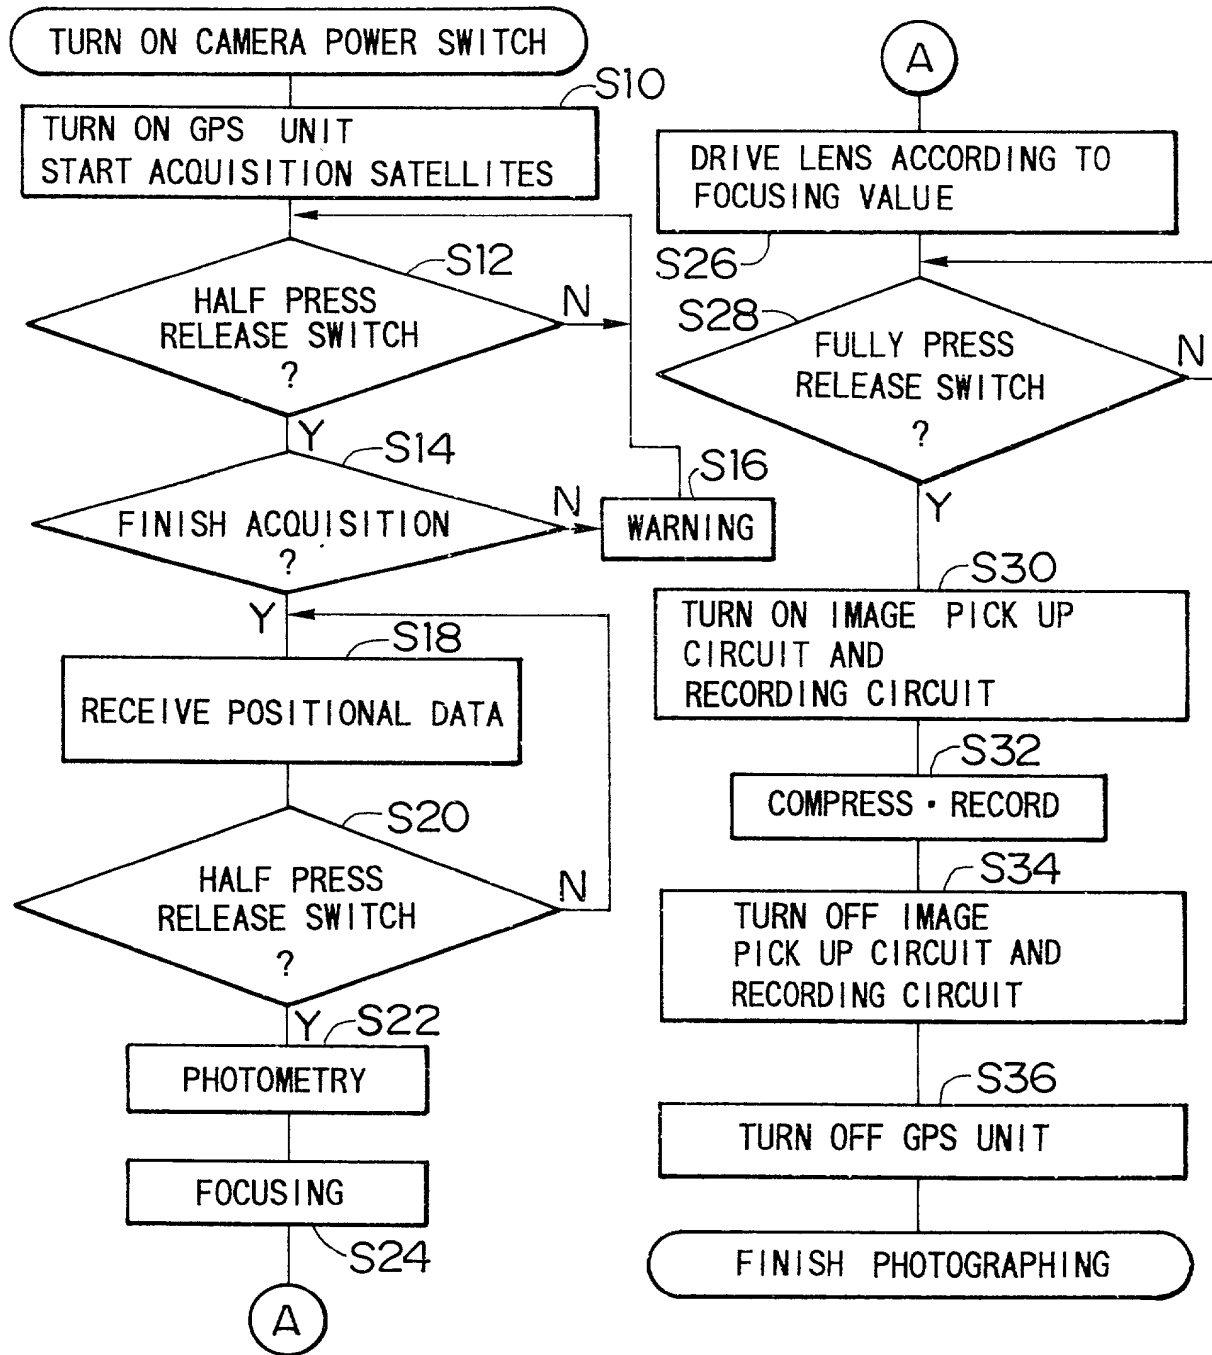 TURN ON CAMERA POWER SWITCH
S10
TURN ON GPS UNIT
START ACQUISITION SATELLITES
S12
HALF PRESS
RELEASE SWITCH
?
N
Y
S14
FINISH ACQUISITION
?
N
S16
WARNING
Y
S18
RECEIVE POSITIONAL DATA
S20
HALF PRESS
RELEASE SWITCH
?
N
Y
S22
PHOTOMETRY
FOCUSING
S24
A
A
DRIVE LENS ACCORDING TO
FOCUSING VALUE
S26
S28
FULLY PRESS
RELEASE SWITCH
?
N
Y
S30
TURN ON IMAGE PICK UP
CIRCUIT AND
RECORDING CIRCUIT
S32
COMPRESS · RECORD
S34
TURN OFF IMAGE
PICK UP CIRCUIT AND
RECORDING CIRCUIT
S36
TURN OFF GPS UNIT
FINISH PHOTOGRAPHING